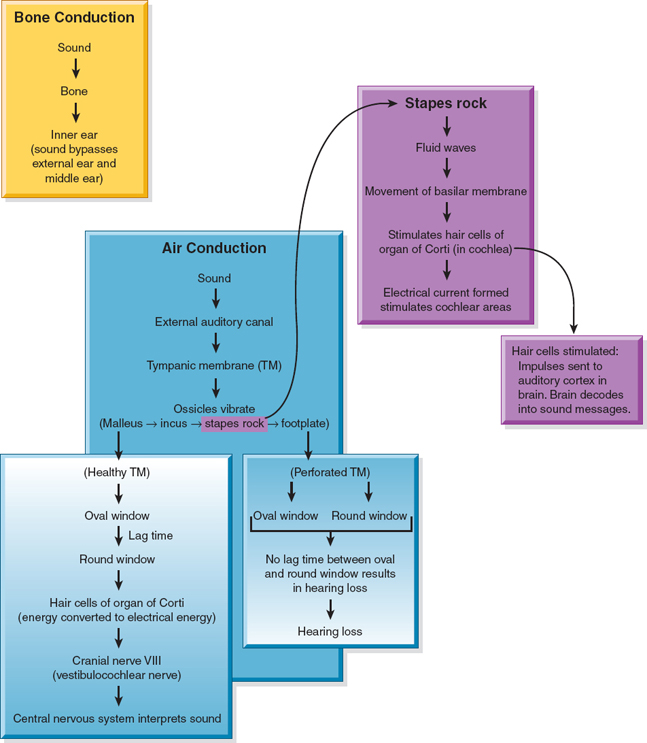 Bone Conduction
Sound
Bone
Inner ear
(sound bypasses
external ear and
middle ear)
Stapes rock
Fluid waves
Movement of basilar membrane
Stimulates hair cells of
organ of Corti (in cochlea)
Electrical current formed
stimulates cochlear areas
Hair cells stimulated:
Impulses sent to
auditory cortex in
brain. Brain decodes
into sound messages.
Air Conduction
Sound
External auditory canal
Tympanic membrane (TM)
Ossicles vibrate
(Malleus → incus → stapes rock → footplate)
(Healthy TM)
Oval window
Lag time
Round window
Hair cells of organ of Corti
(energy converted to electrical energy)
Cranial nerve VIII
(vestibulocochlear nerve)
Central nervous system interprets sound
(Perforated TM)
Oval window Round window
No lag time between oval
and round window results
in hearing loss
Hearing loss